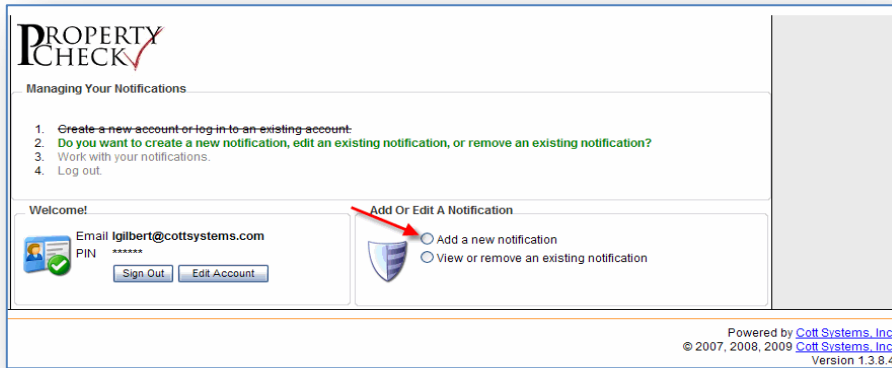 PROPERTY
CHECK
Managing Your Notifications
1. Create a new account or log in to an existing account.
2. Do you want to create a new notification, edit an existing notification, or remove an existing notification?
3. Work with your notifications.
4. Log out.
Welcome!
Email lgilbert@cottsystems.com
PIN ******
Sign Out Edit Account
Add Or Edit A Notification
Add a new notification
View or remove an existing notification
Powered by Cott Systems, Inc
© 2007, 2008, 2009 Cott Systems, Inc
Version 1.3.8.4